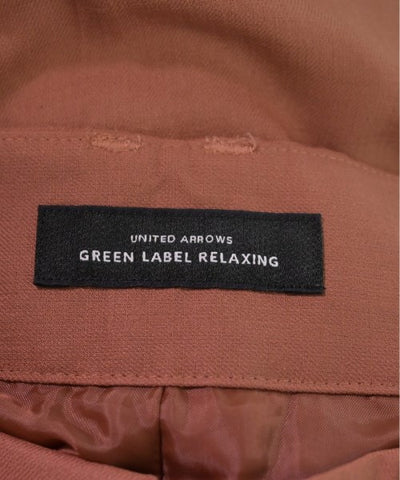 UNITED ARROWS
GREEN LABEL RELAXING